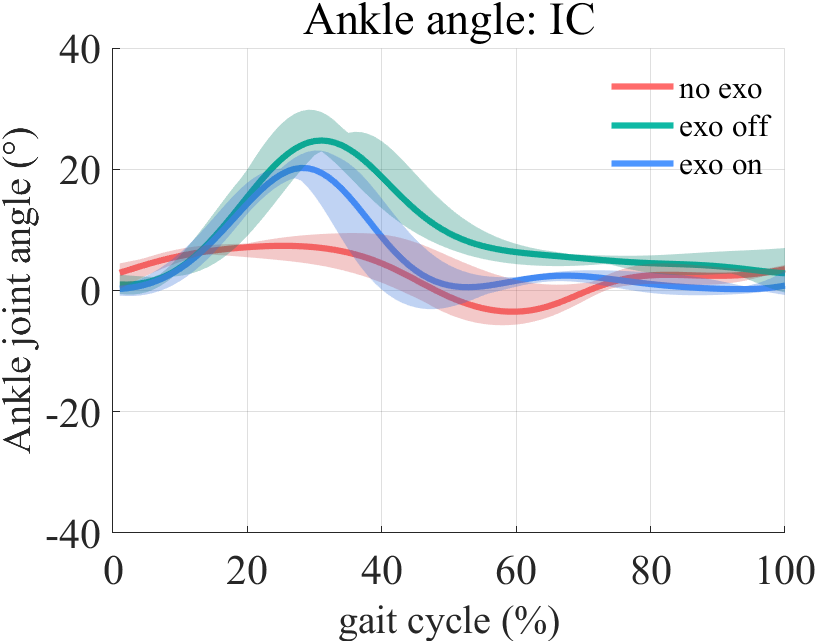 Ankle angle: IC
Ankle joint angle (°)
40
20
0
-20
-40
no exo
exo off
exo on
0 20 40 60 80 100
gait cycle (%)